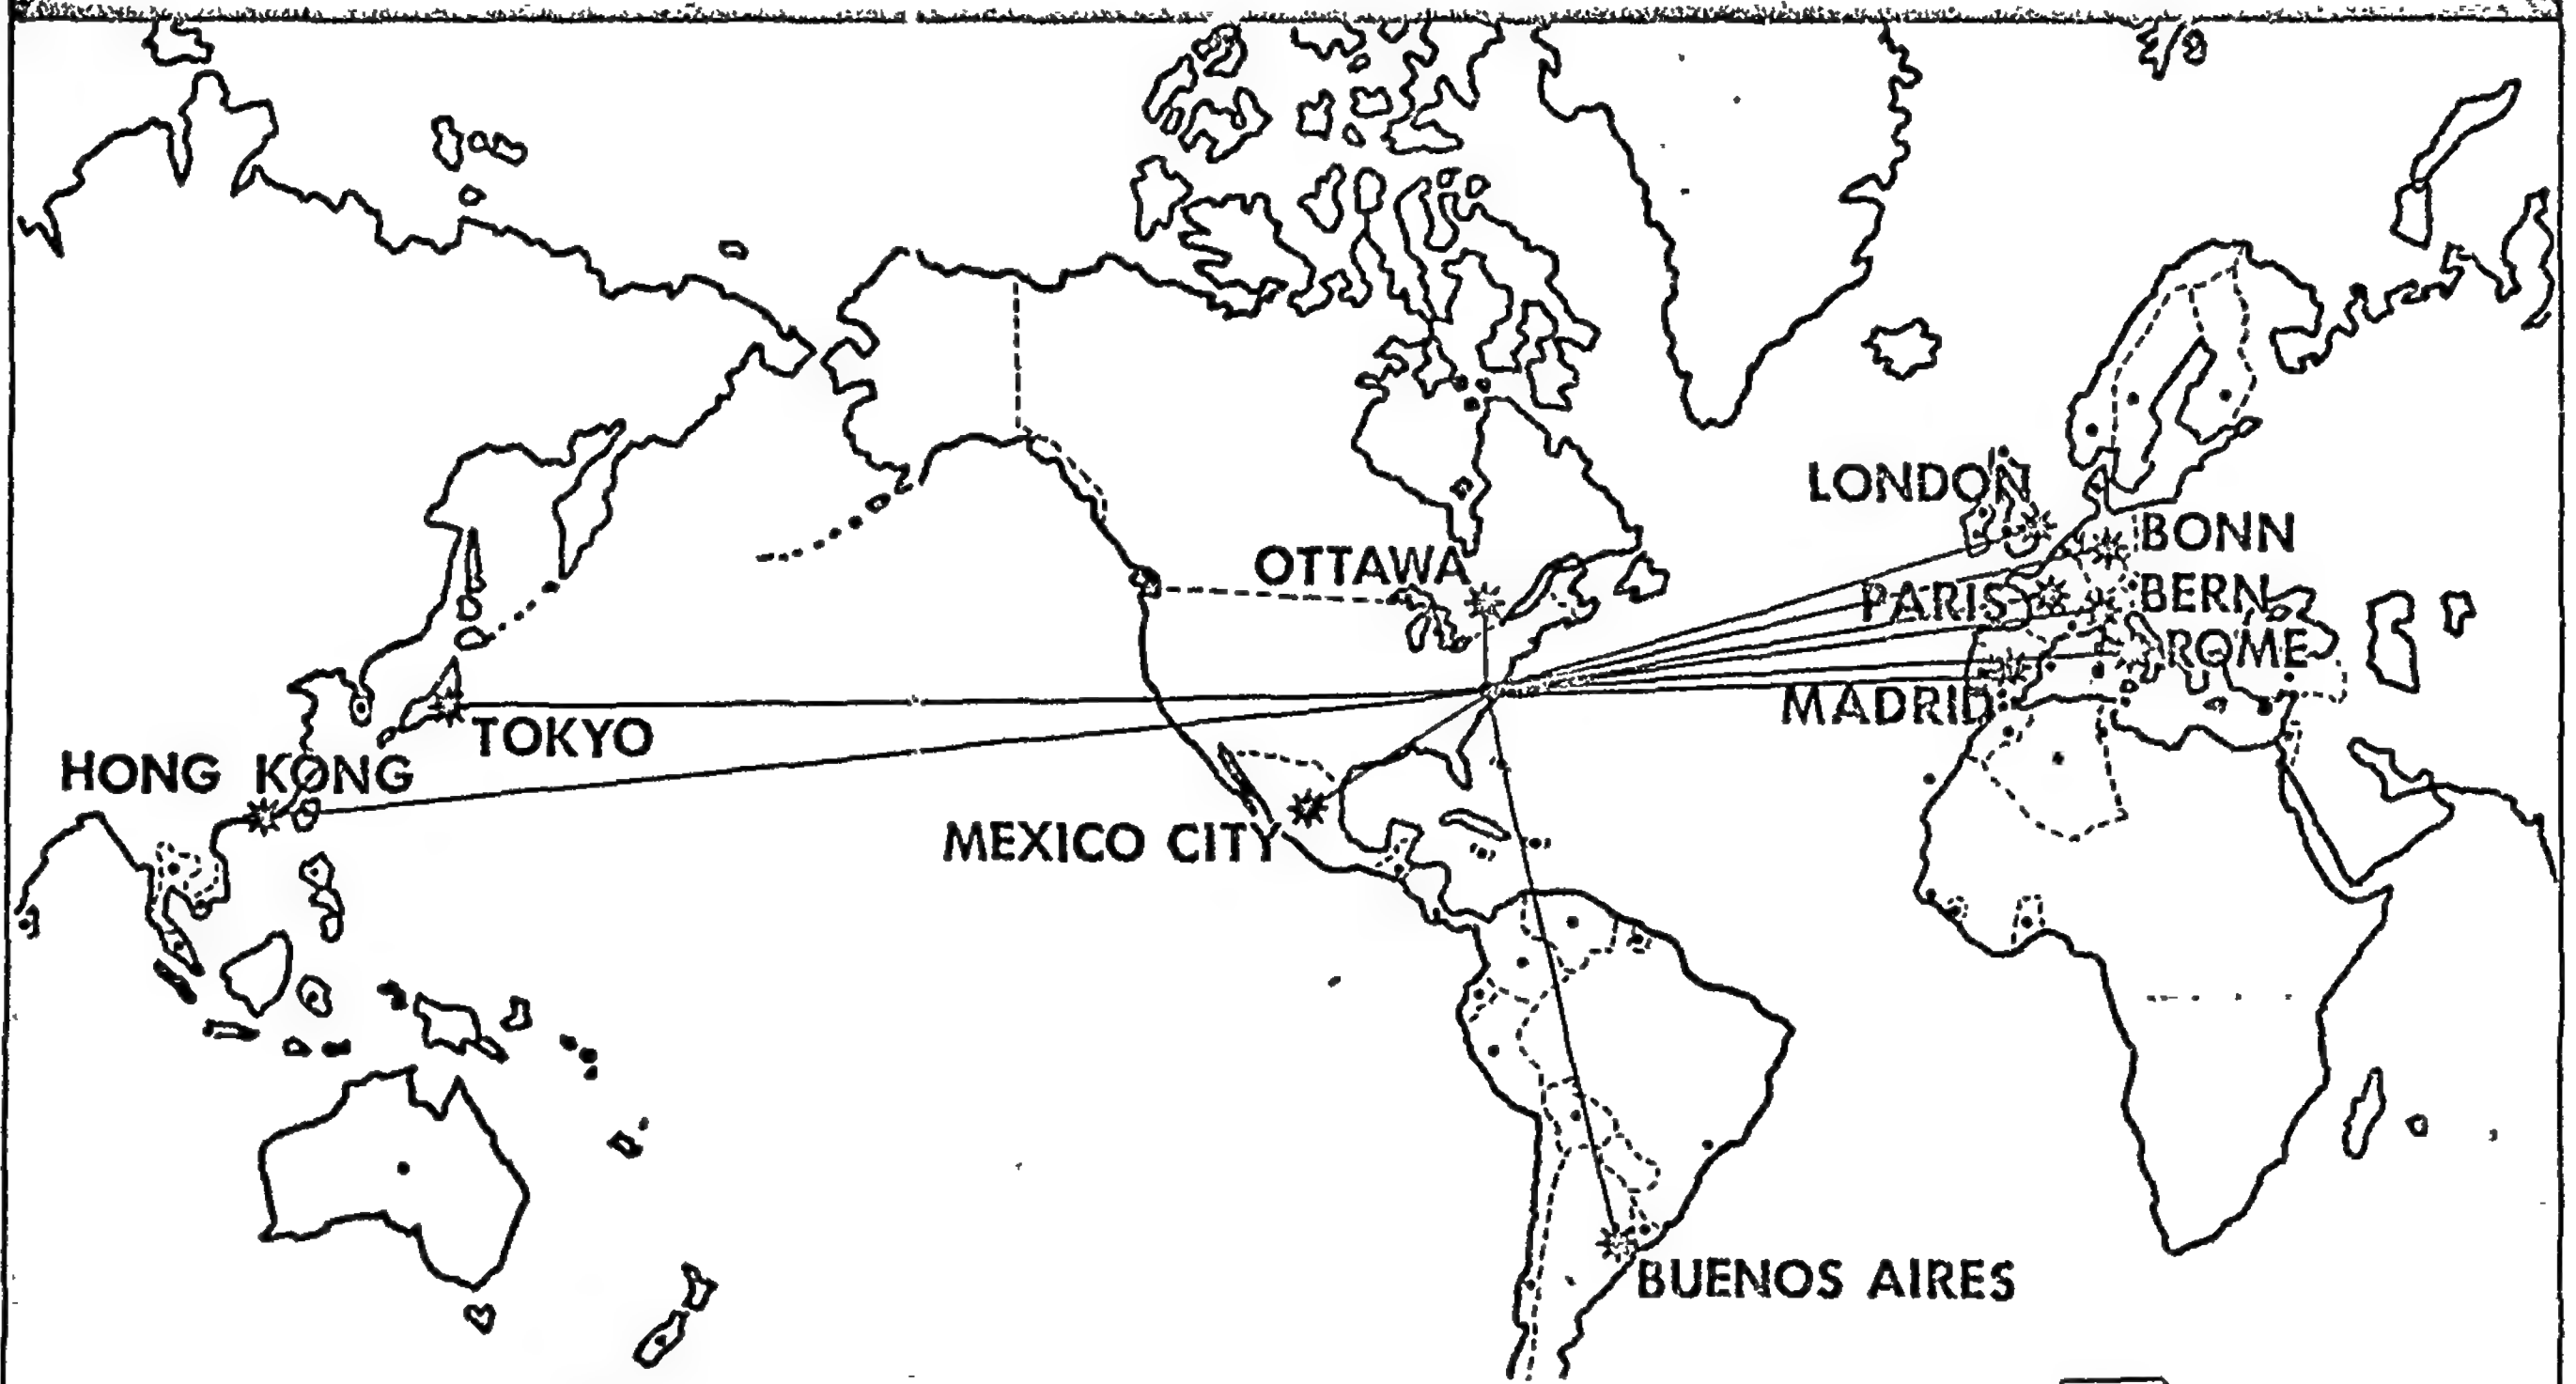 LONDON
BONN
OTTAWA
PARIS
BERN
ROME
MADRID
TOKYO
HONG KONG
MEXICO CITY
BUENOS AIRES